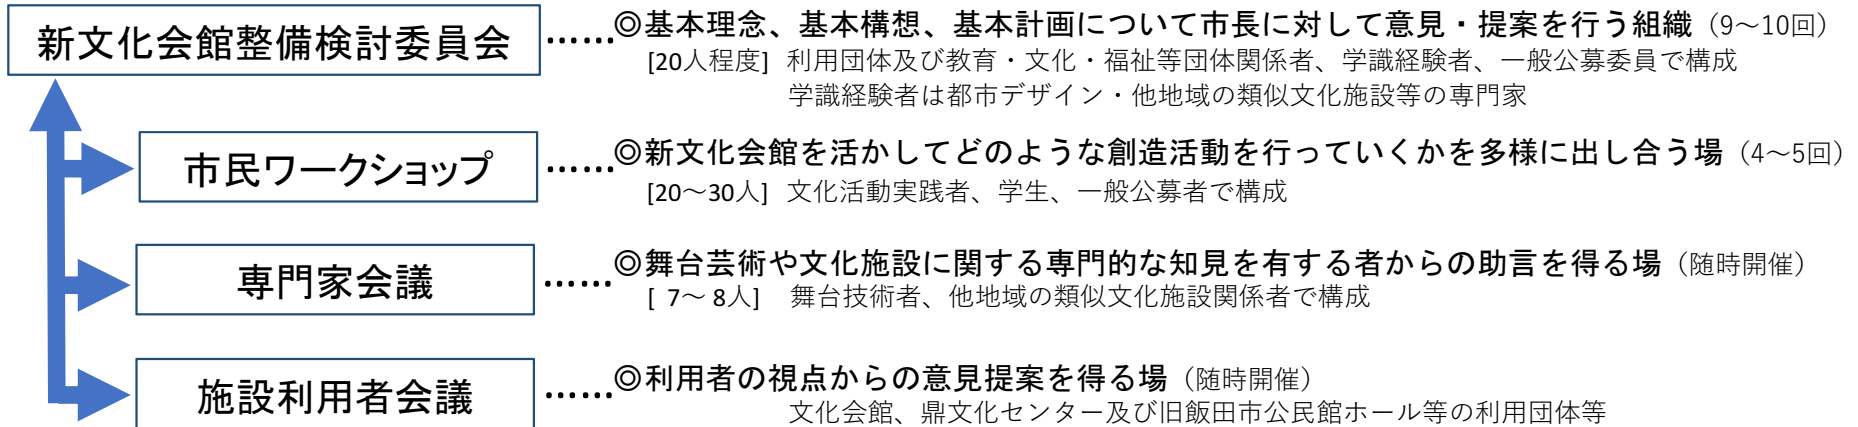 新文化会館整備検討委員会 ……◎基本理念、基本構想、基本計画について市長に対して意見・提案を行う組織（9～10回）
[20人程度] 利用団体及び教育・文化・福祉等団体関係者、学識経験者、一般公募委員で構成
学識経験者は都市デザイン・他地域の類似文化施設等の専門家
市民ワークショップ ……◎新文化会館を活かしてどのような創造活動を行っていくかを多様に出し合う場（4～5回）
[20～30人] 文化活動実践者、学生、一般公募者で構成
専門家会議 ……◎舞台芸術や文化施設に関する専門的な知見を有する者からの助言を得る場（随時開催）
[ 7～ 8人] 舞台技術者、他地域の類似文化施設関係者で構成
施設利用者会議 ……◎利用者の視点からの意見提案を得る場（随時開催）
文化会館、鼎文化センター及び旧飯田市公民館ホール等の利用団体等